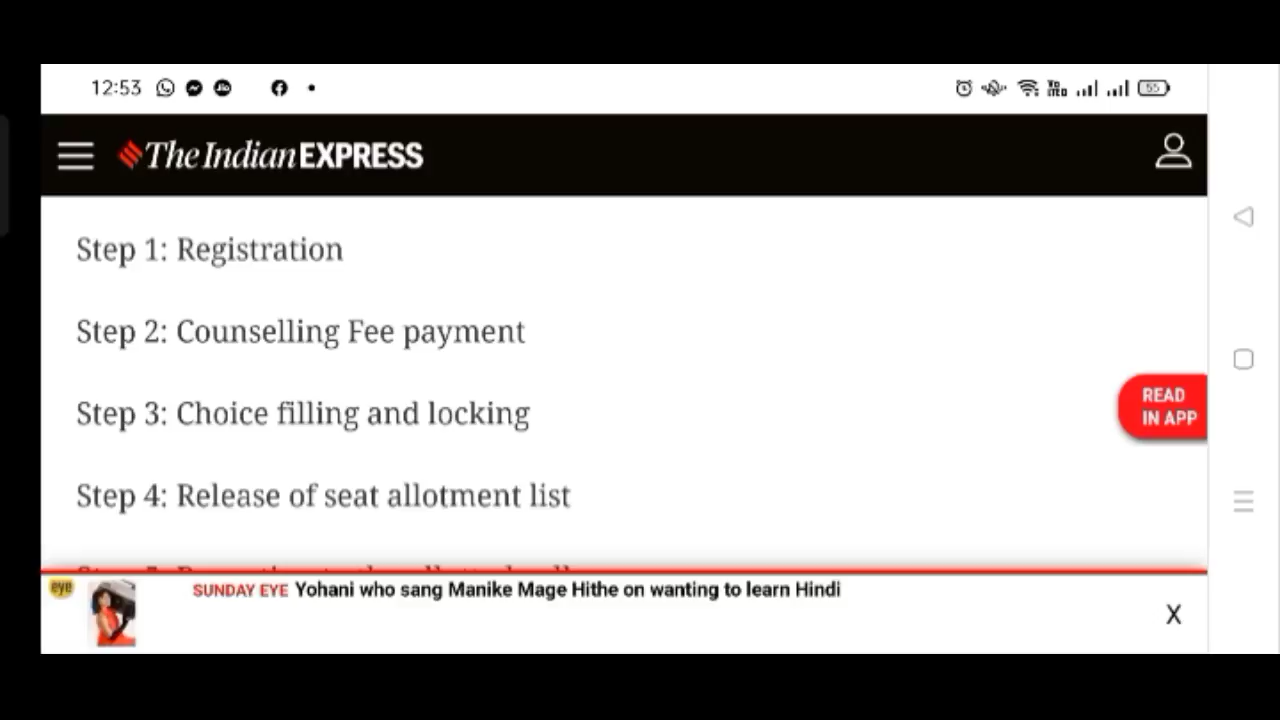 12:53
55
The Indian EXPRESS
Step 1: Registration
Step 2: Counselling Fee payment
Step 3: Choice filling and locking
READ
IN APP
Step 4: Release of seat allotment list
eye
SUNDAY EYE Yohani who sang Manike Mage Hithe on wanting to learn Hindi
X